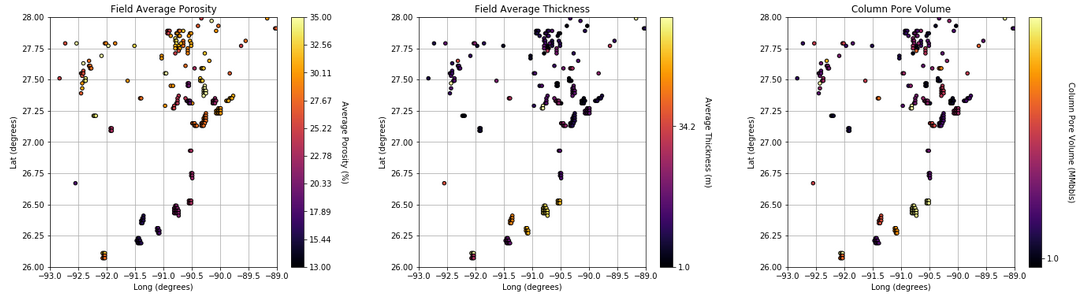 Field Average Porosity
28.00
27.75
27.50
27.25
27.00
26.75
26.50
26.25
26.00
Lat (degrees)
−93.0 −92.5 −92.0 −91.5 −91.0 −90.5 −90.0 −89.5 −89.0
Long (degrees)
35.00
32.56
30.11
27.67
25.22
22.78
20.33
17.89
15.44
13.00
Average Porosity (%)
Field Average Thickness
28.00
27.75
27.50
27.25
27.00
26.75
26.50
26.25
26.00
Lat (degrees)
−93.0 −92.5 −92.0 −91.5 −91.0 −90.5 −90.0 −89.5 −89.0
Long (degrees)
34.2
1.0
Average Thickness (m)
Column Pore Volume
28.00
27.75
27.50
27.25
27.00
26.75
26.50
26.25
26.00
Lat (degrees)
−93.0 −92.5 −92.0 −91.5 −91.0 −90.5 −90.0 −89.5 −89.0
Long (degrees)
1.0
Column Pore Volume (MMbbls)